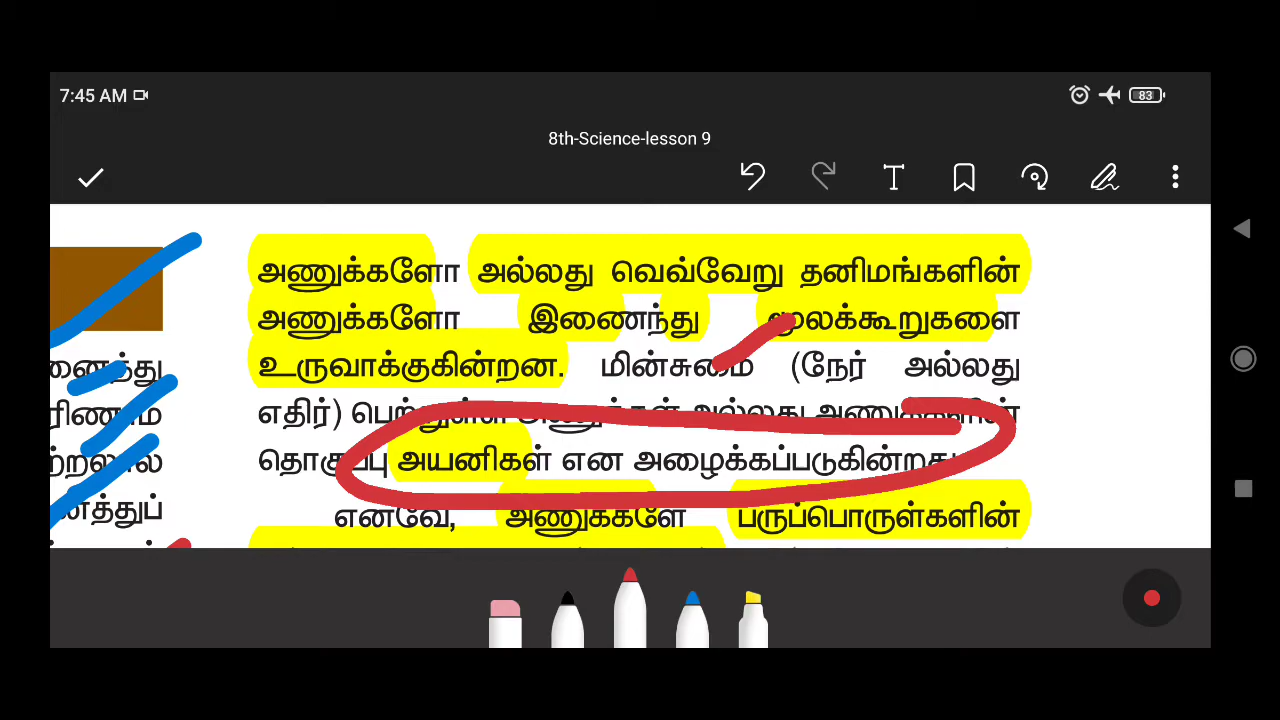 7:45 AM
83
8th-Science-lesson 9
அணுக்களோ அல்லது வெவ்வேறு தனிமங்களின்
அணுக்களோ இணைந்து மூலக்கூறுகளை
உருவாக்குகின்றன. மின்சுமை (நேர் அல்லது
எதிர்) பெற்றுள்ள அணுக்கள் அல்லது அணுக்களின்
தொகுப்பு அயனிகள் என அழைக்கப்படுகின்றது.
எனவே, அணுக்களே பருப்பொருள்களின்